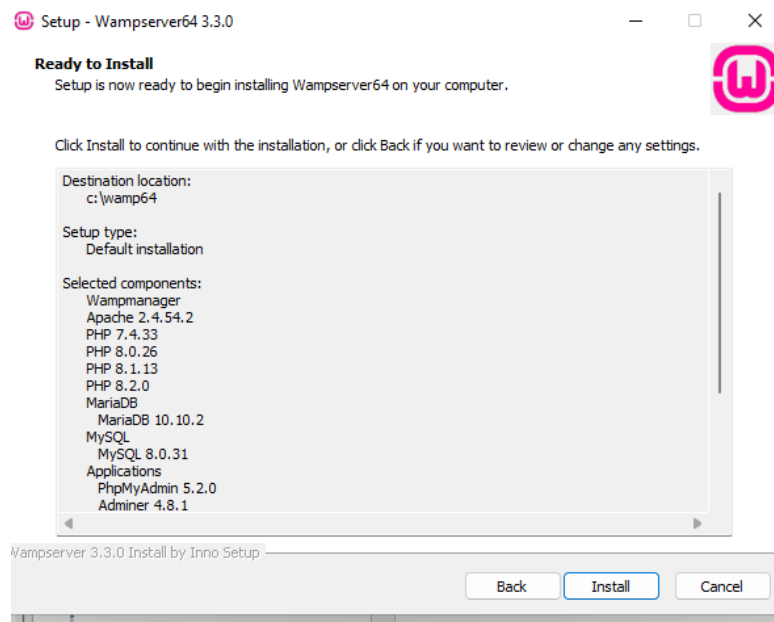 Setup - Wampserver64 3.3.0
Ready to Install
Setup is now ready to begin installing Wampserver64 on your computer.
Click Install to continue with the installation, or click Back if you want to review or change any settings.
Destination location:
c:\wamp64
Setup type:
Default installation
Selected components:
Wampmanager
Apache 2.4.54.2
PHP 7.4.33
PHP 8.0.26
PHP 8.1.13
PHP 8.2.0
MariaDB
MariaDB 10.10.2
MySQL
MySQL 8.0.31
Applications
PhpMyAdmin 5.2.0
Adminer 4.8.1
Wampserver 3.3.0 Install by Inno Setup
Back Install Cancel